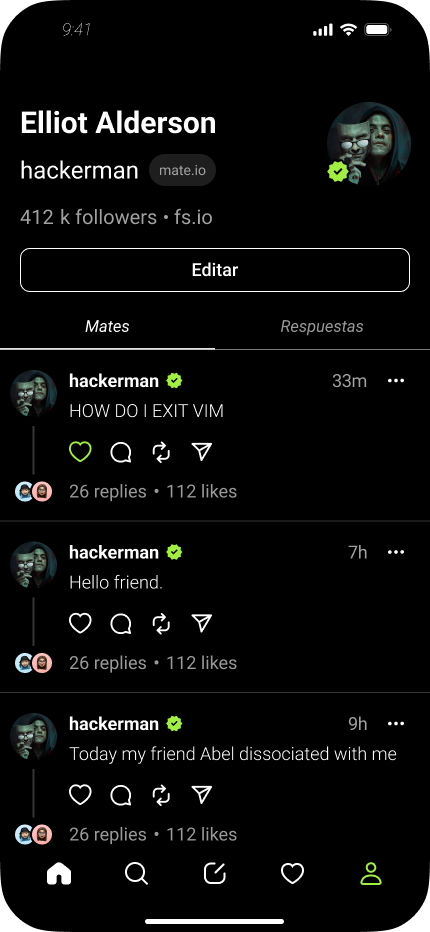 9:41
Elliot Alderson
hackerman mate.io
412 k followers • fs.io
Editar
Mates Respuestas
hackerman 33m
HOW DO I EXIT VIM
26 replies • 112 likes
hackerman 7h
Hello friend.
26 replies • 112 likes
hackerman 9h
Today my friend Abel dissociated with me
26 replies • 112 likes